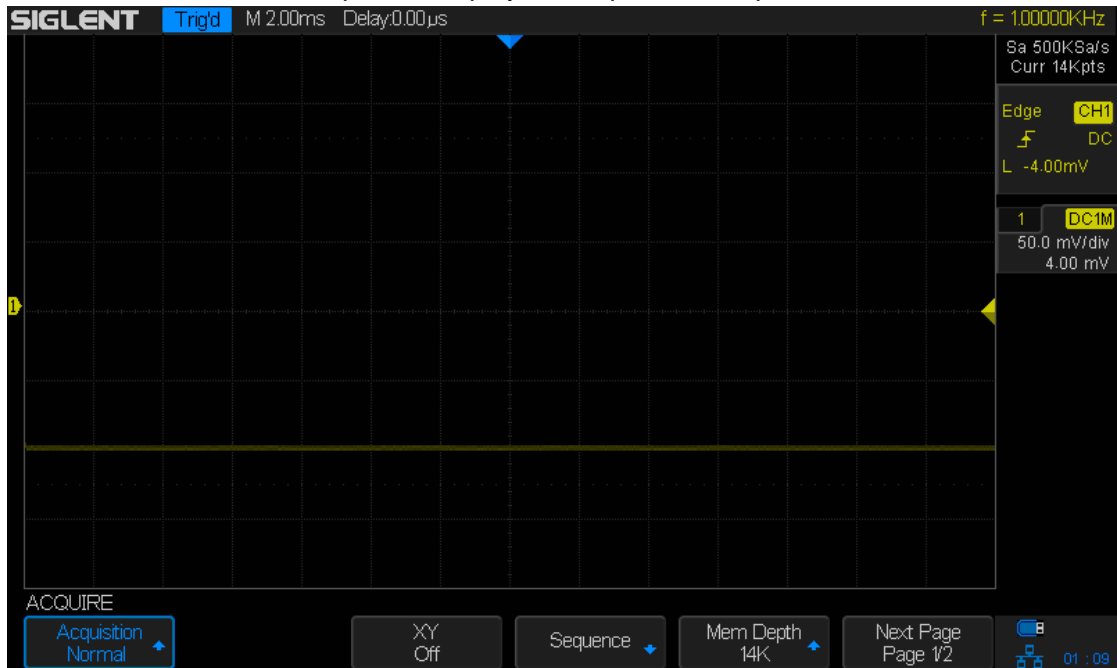 SIGLENT Trig'd M 2.00ms Delay:0.00µs f = 1.00000KHz
Sa 500KSa/s
Curr 14Kpts
Edge CH1
DC
L -4.00mV
1 DC1M
50.0 mV/div
4.00 mV
1
ACQUIRE
Acquisition
Normal
XY
Off
Sequence
Mem Depth
14K
Next Page
Page 1/2
01 : 09